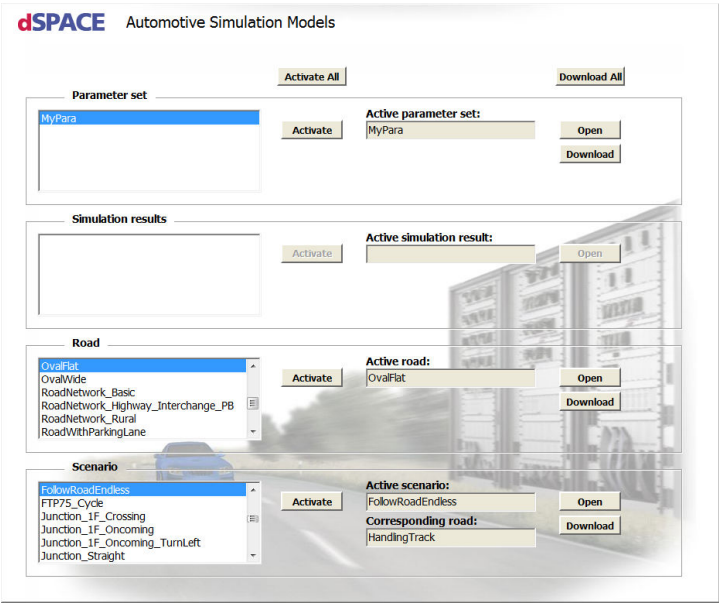 dSPACE Automotive Simulation Models
Activate All
Download All
Parameter set
MyPara
Activate
Active parameter set:
MyPara
Open
Download
Simulation results
Activate
Active simulation result:
Open
Road
OvalFlat
OvalWide
RoadNetwork_Basic
RoadNetwork_Highway_Interchange_PB
RoadNetwork_Rural
RoadWithParkingLane
Activate
Active road:
OvalFlat
Open
Download
Scenario
FollowRoadEndless
FTP75_Cycle
Junction_1F_Crossing
Junction_1F_Oncoming
Junction_1F_Oncoming_TurnLeft
Junction_Straight
Activate
Active scenario:
FollowRoadEndless
Corresponding road:
HandlingTrack
Open
Download